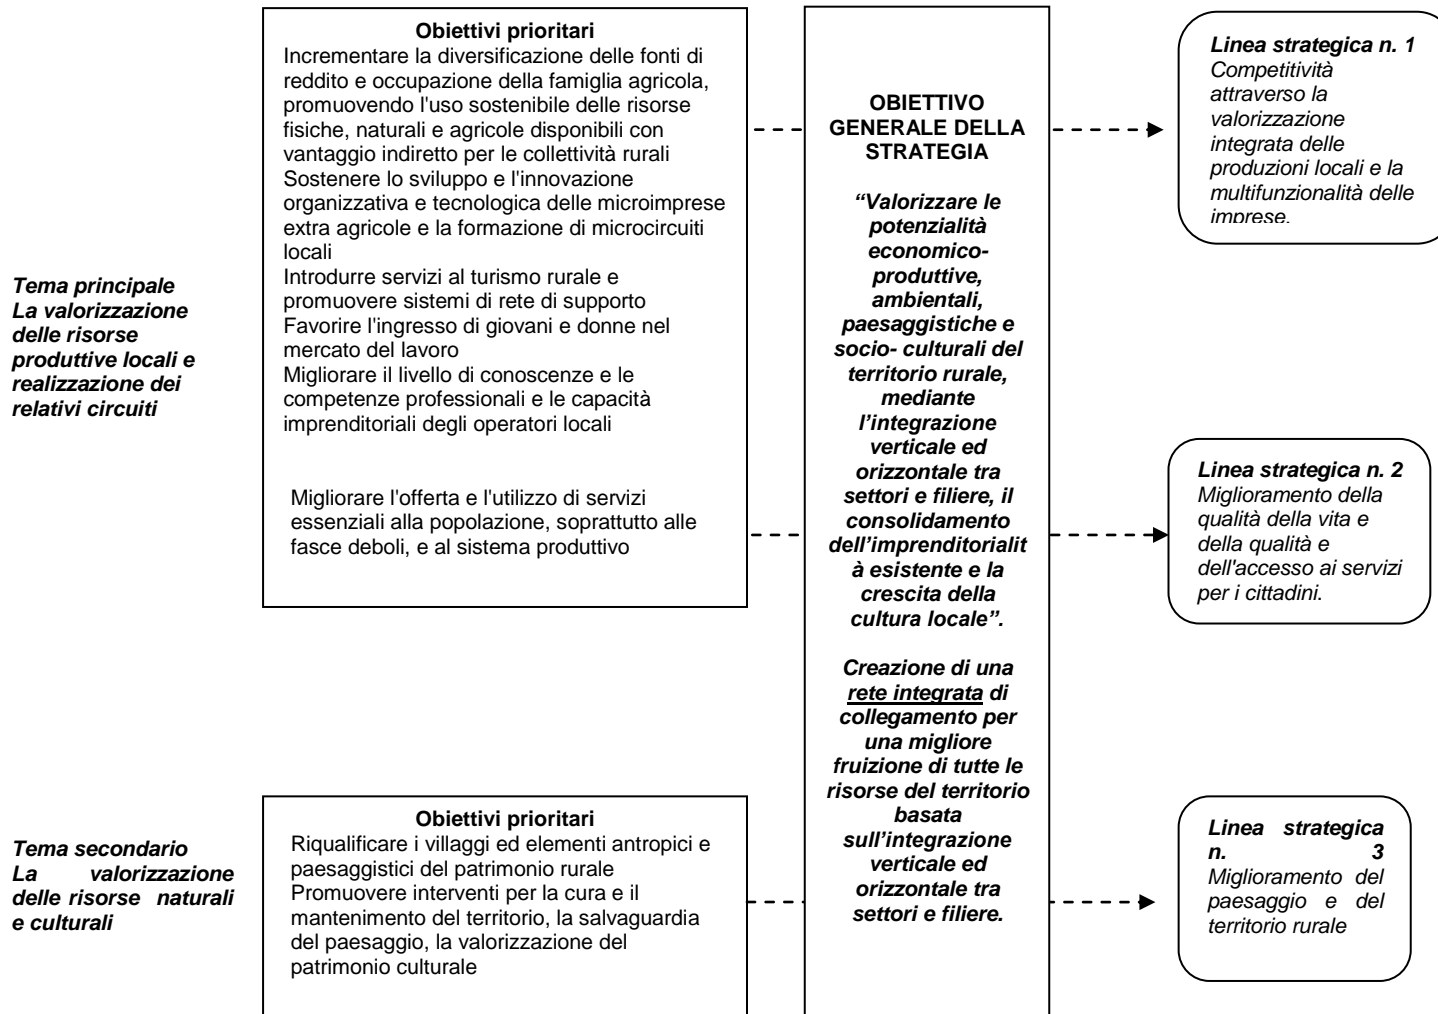 Tema principale
La valorizzazione
delle risorse
produttive locali e
realizzazione dei
relativi circuiti
Obiettivi prioritari
Incrementare la diversificazione delle fonti di
reddito e occupazione della famiglia agricola,
promuovendo l'uso sostenibile delle risorse
fisiche, naturali e agricole disponibili con
vantaggio indiretto per le collettività rurali
Sostenere lo sviluppo e l'innovazione
organizzativa e tecnologica delle microimprese
extra agricole e la formazione di microcircuiti
locali
Introdurre servizi al turismo rurale e
promuovere sistemi di rete di supporto
Favorire l'ingresso di giovani e donne nel
mercato del lavoro
Migliorare il livello di conoscenze e le
competenze professionali e le capacità
imprenditoriali degli operatori locali
Migliorare l'offerta e l'utilizzo di servizi
essenziali alla popolazione, soprattutto alle
fasce deboli, e al sistema produttivo
Tema secondario
La valorizzazione
delle risorse naturali
e culturali
Obiettivi prioritari
Riqualificare i villaggi ed elementi antropici e
paesaggistici del patrimonio rurale
Promuovere interventi per la cura e il
mantenimento del territorio, la salvaguardia
del paesaggio, la valorizzazione del
patrimonio culturale
OBIETTIVO
GENERALE DELLA
STRATEGIA
“Valorizzare le
potenzialità
economico-
produttive,
ambientali,
paesaggistiche e
socio- culturali del
territorio rurale,
mediante
l’integrazione
verticale ed
orizzontale tra
settori e filiere, il
consolidamento
dell’imprenditorialit
à esistente e la
crescita della
cultura locale”.
Creazione di una
rete integrata di
collegamento per
una migliore
fruizione di tutte le
risorse del territorio
basata
sull’integrazione
verticale ed
orizzontale tra
settori e filiere.
Linea strategica n. 1
Competitività
attraverso la
valorizzazione
integrata delle
produzioni locali e la
multifunzionalità delle
imprese.
Linea strategica n. 2
Miglioramento della
qualità della vita e
della qualità e
dell'accesso ai servizi
per i cittadini.
Linea strategica
n. 3
Miglioramento del
paesaggio e del
territorio rurale